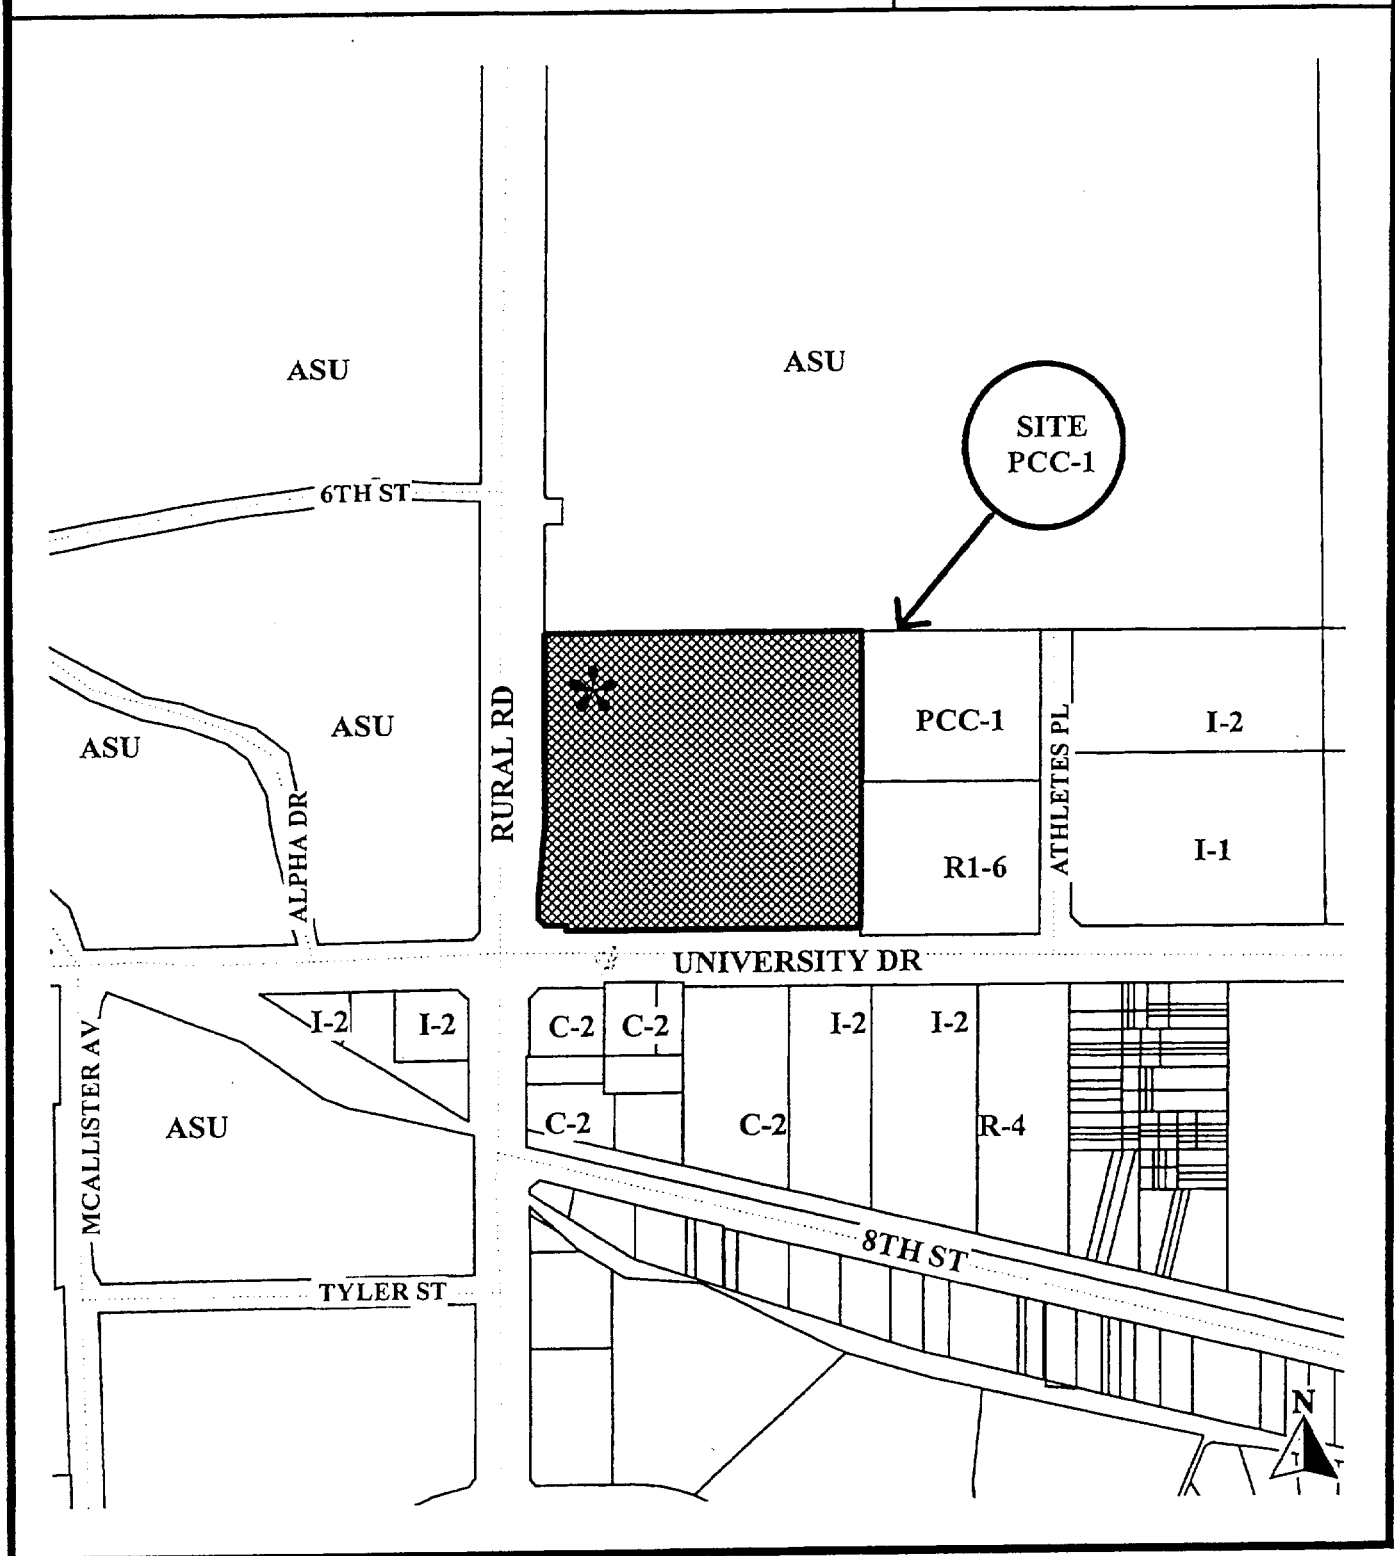 ASU
ASU
SITE
PCC-1
6TH ST
ASU
ASU
RURAL RD
PCC-1
ATHLETES PL
I-2
ALPHA DR
R1-6
I-1
UNIVERSITY DR
I-2
I-2
C-2
C-2
I-2
I-2
MCALLISTER AV
ASU
C-2
C-2
R-4
8TH ST
TYLER ST
N